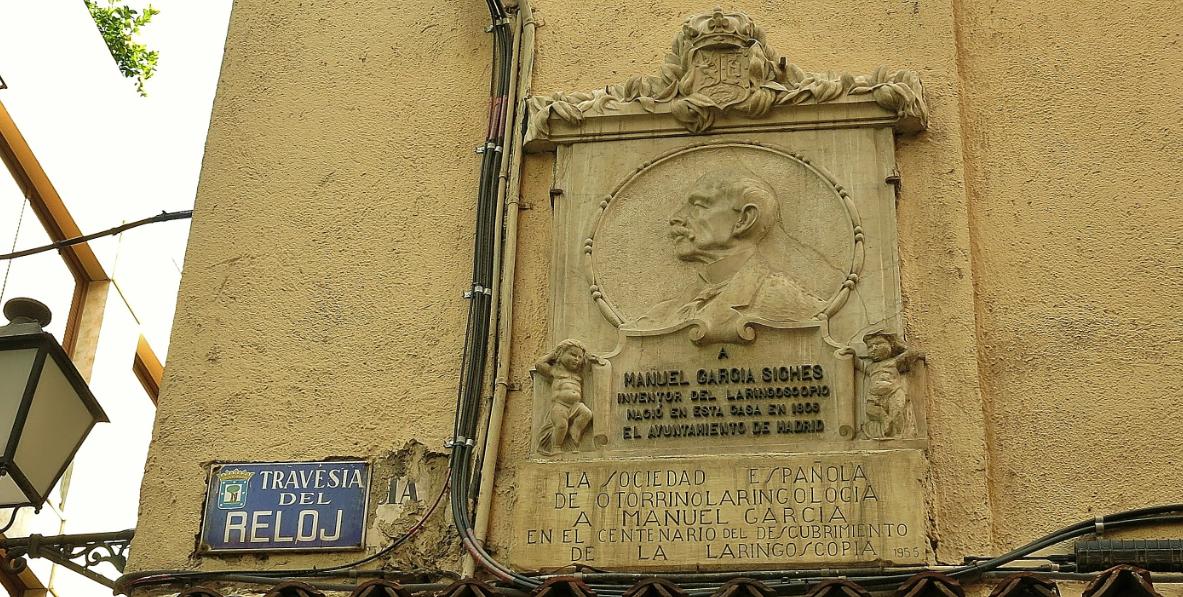 TRAVESIA
DEL
RELOJ
IA
A
MANUEL GARCIA SICHES
INVENTOR DEL LARINGOSCOPIO
NACIÓ EN ESTA CASA EN 1805
EL AYUNTAMIENTO DE MADRID
LA SOCIEDAD ESPAÑOLA
DE OTORRINOLARINGOLOGIA
A MANUEL GARCIA
EN EL CENTENARIO DEL DESCUBRIMIENTO
DE LA LARINGOSCOPIA 1955